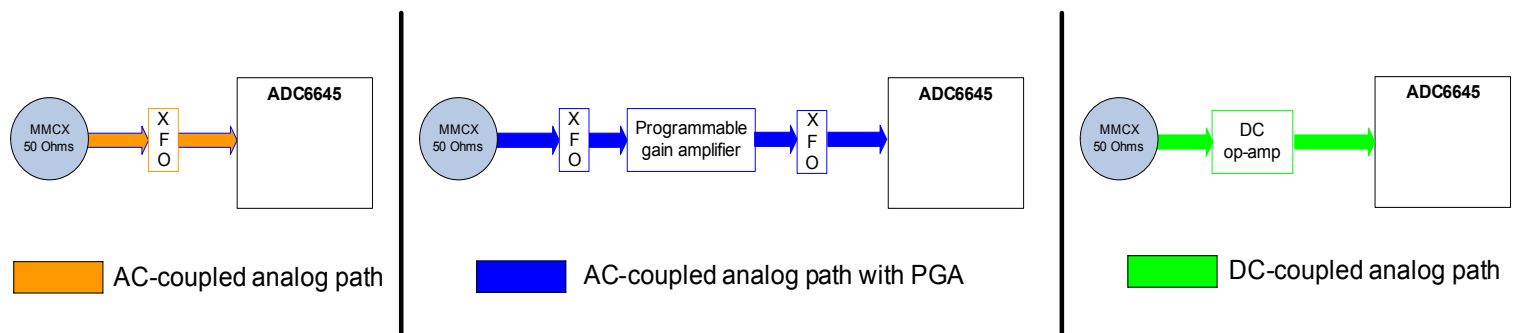 MMCX
50 Ohms
X
F
O
ADC6645
AC-coupled analog path
MMCX
50 Ohms
X
F
O
Programmable
gain amplifier
X
F
O
ADC6645
AC-coupled analog path with PGA
MMCX
50 Ohms
DC
op-amp
ADC6645
DC-coupled analog path